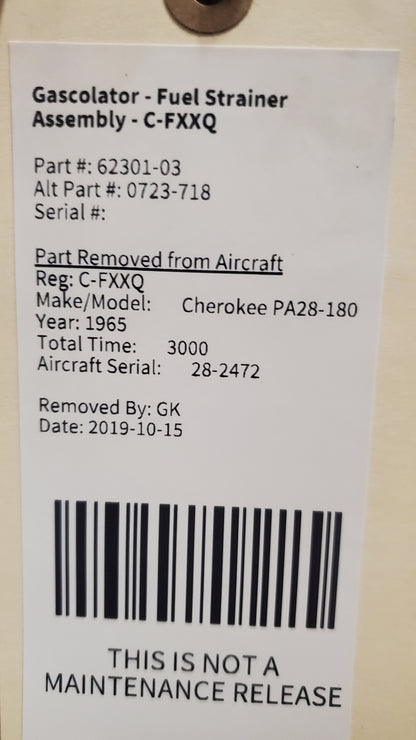 Gascolator - Fuel Strainer
Assembly - C-FXXQ
Part #: 62301-03
Alt Part #: 0723-718
Serial #:
Part Removed from Aircraft
Reg: C-FXXQ
Make/Model: Cherokee PA28-180
Year: 1965
Total Time: 3000
Aircraft Serial: 28-2472
Removed By: GK
Date: 2019-10-15
THIS IS NOT A
MAINTENANCE RELEASE